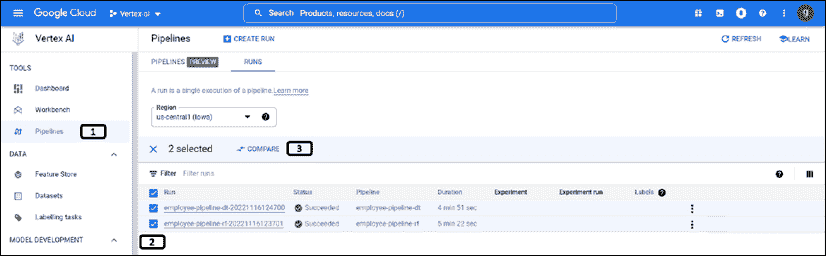 Google Cloud Vertex ai Search Products, resources, docs (/)
Vertex AI Pipelines CREATE RUN REFRESH LEARN
TOOLS PIPELINES PREVIEW RUNS
Dashboard
A run is a single execution of a pipeline. Learn more
Workbench
Region
us-central1 (Iowa)
Pipelines 1
DATA 2 selected COMPARE 3
Feature Store Filter Filter runs
Datasets Run Status Pipeline Duration Experiment Experiment run Labels
Labelling tasks employee-pipeline-dt-20221116124700 Succeeded employee-pipeline-dt 4 min 51 sec
employee-pipeline-rf-20221116123701 Succeeded employee-pipeline-rf 5 min 22 sec
MODEL DEVELOPMENT 2